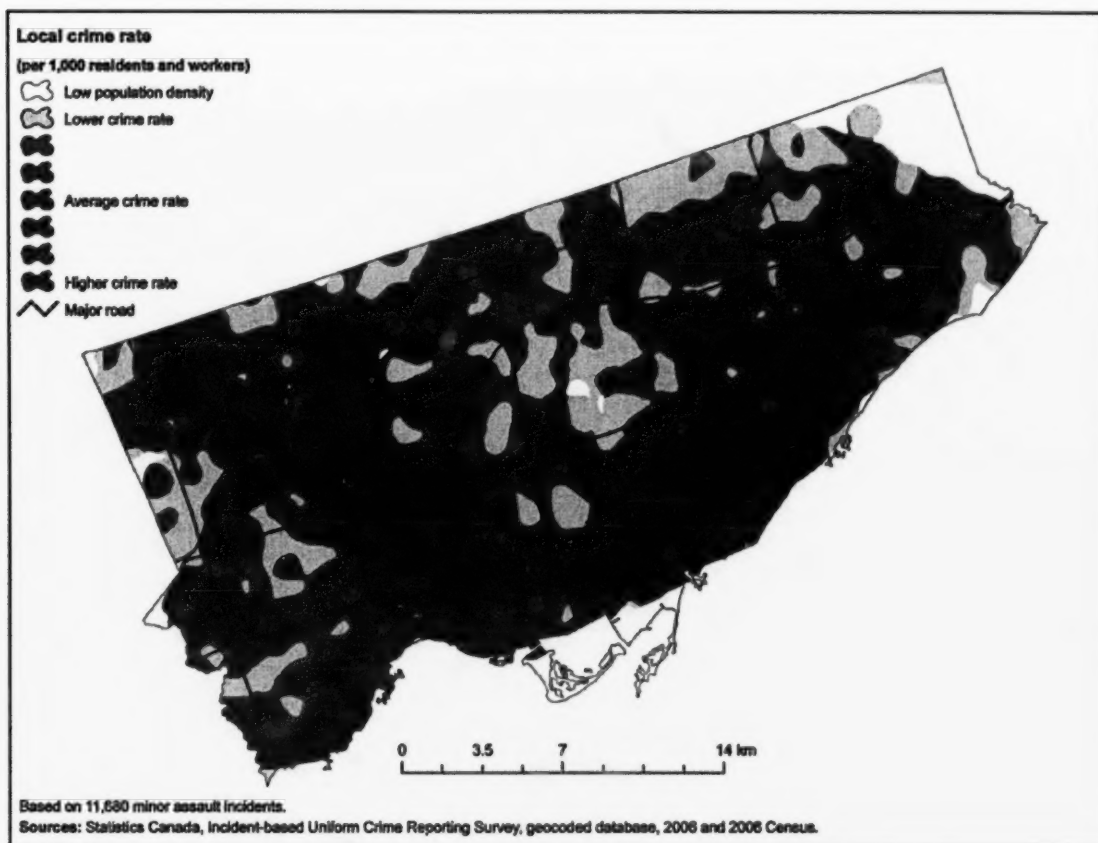 Local crime rate
(per 1,000 residents and workers)
Low population density
Lower crime rate
Average crime rate
Higher crime rate
Major road
0 3.5 7 14 km
Based on 11,680 minor assault incidents.
Sources: Statistics Canada, Incident-based Uniform Crime Reporting Survey, geocoded database, 2006 and 2006 Census.